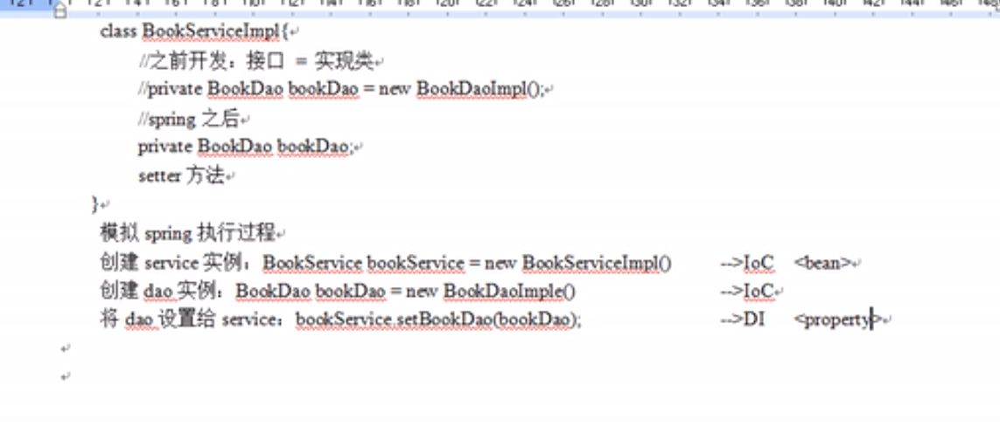 class BookServiceImpl{
//之前开发：接口 = 实现类
//private BookDao bookDao = new BookDaoImpl();
//spring 之后
private BookDao bookDao;
setter 方法
}
模拟 spring 执行过程
创建 service 实例：BookService bookService = new BookServiceImpl() -->IoC <bean>
创建 dao 实例：BookDao bookDao = new BookDaoImple() -->IoC
将 dao 设置给 service：bookService.setBookDao(bookDao); -->DI <property>